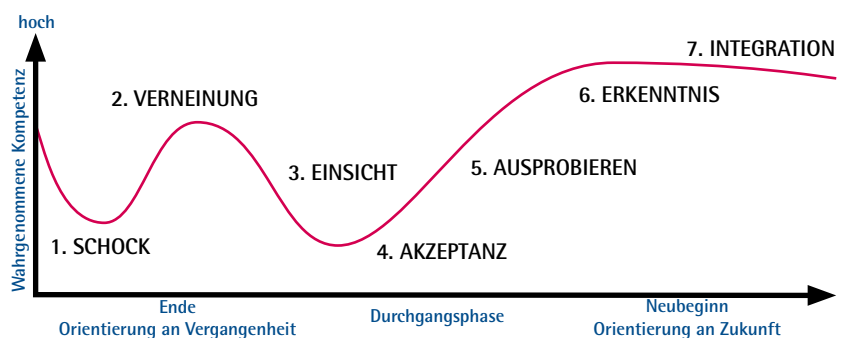 hoch
Wahrgenommene Kompetenz
1. SCHOCK
2. VERNEINUNG
3. EINSICHT
4. AKZEPTANZ
5. AUSPROBIEREN
6. ERKENNTNIS
7. INTEGRATION
Ende
Orientierung an Vergangenheit
Durchgangsphase
Neubeginn
Orientierung an Zukunft